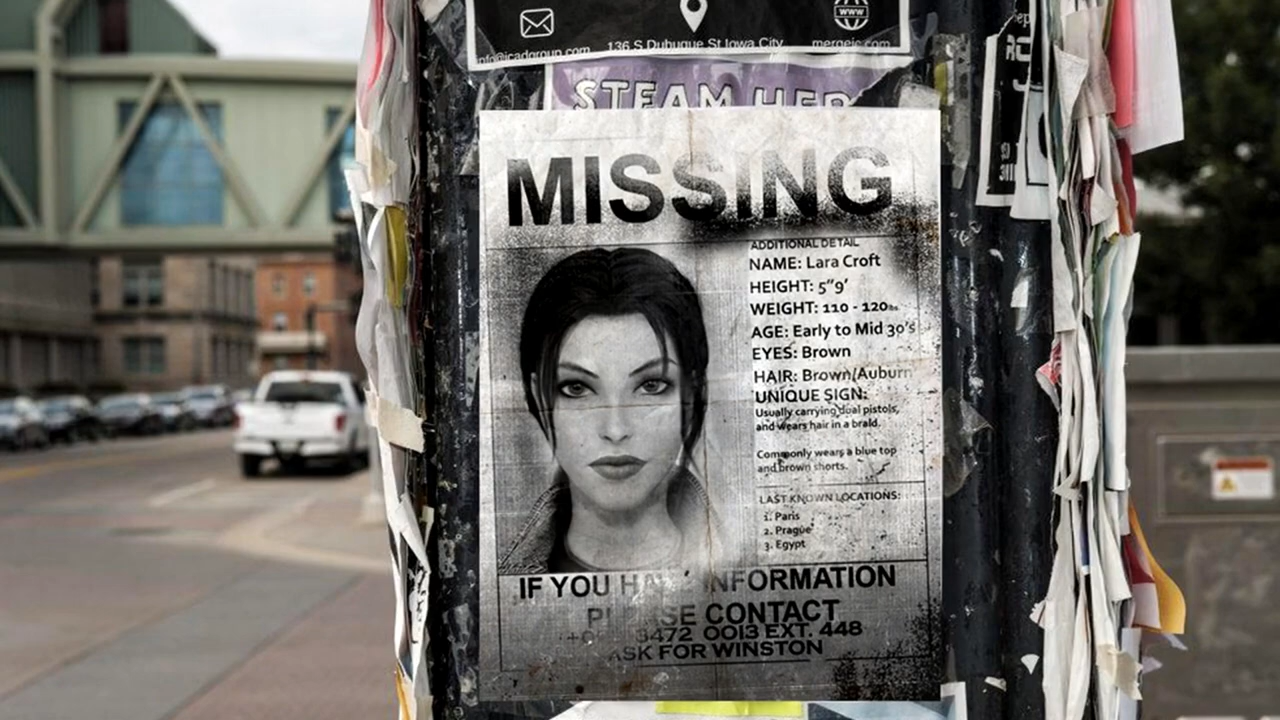 136 S Dubuque St Iowa City
WWW
STEAM
MISSING
ADDITIONAL DETAIL
NAME: Lara Croft
HEIGHT: 5"9'
WEIGHT: 110 - 120
AGE: Early to Mid 30's
EYES: Brown
HAIR: Brown/Auburn
UNIQUE SIGN:
Usually carrying dual pistols,
and wears hair in a braid.
Commonly wears a blue top
and brown shorts.
LAST KNOWN LOCATIONS:
1. Paris
2. Prague
3. Egypt
IF YOU INFORMATION
CONTACT
3472 0013 EXT. 448
ASK FOR WINSTON